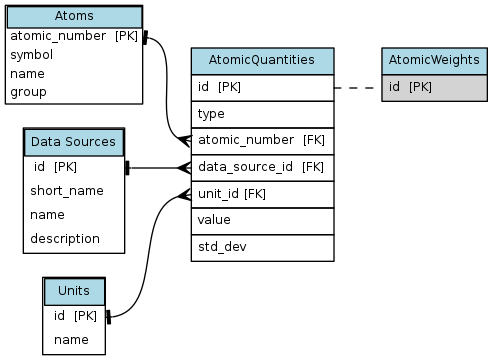 Atoms
atomic_number [PK]
symbol
name
group
Data Sources
id [PK]
short_name
name
description
Units
id [PK]
name
AtomicQuantities
id [PK]
type
atomic_number [FK]
data_source_id [FK]
unit_id [FK]
value
std_dev
AtomicWeights
id [PK]